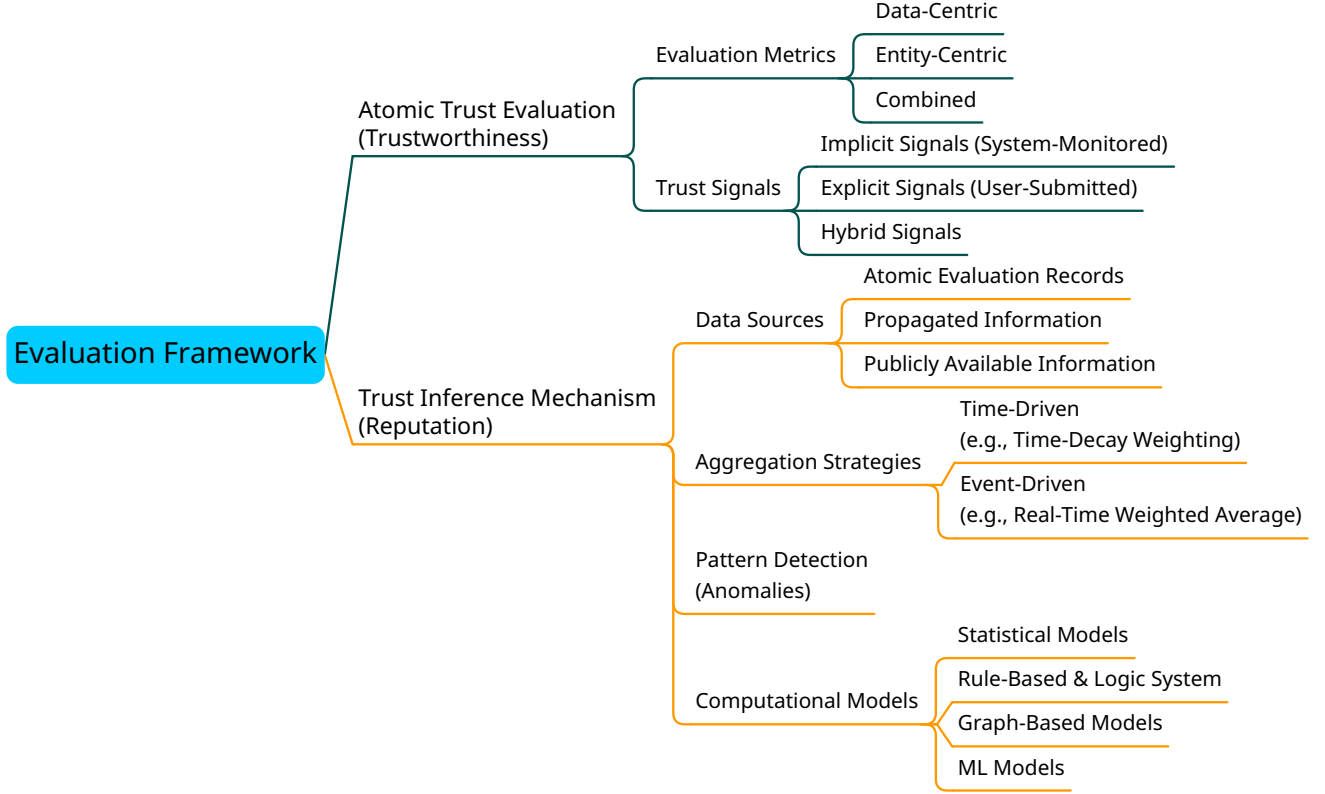 Evaluation Framework
Atomic Trust Evaluation
(Trustworthiness)
Evaluation Metrics
Data-Centric
Entity-Centric
Combined
Trust Signals
Implicit Signals (System-Monitored)
Explicit Signals (User-Submitted)
Hybrid Signals
Trust Inference Mechanism
(Reputation)
Data Sources
Atomic Evaluation Records
Propagated Information
Publicly Available Information
Aggregation Strategies
Time-Driven
(e.g., Time-Decay Weighting)
Event-Driven
(e.g., Real-Time Weighted Average)
Pattern Detection
(Anomalies)
Computational Models
Statistical Models
Rule-Based & Logic System
Graph-Based Models
ML Models